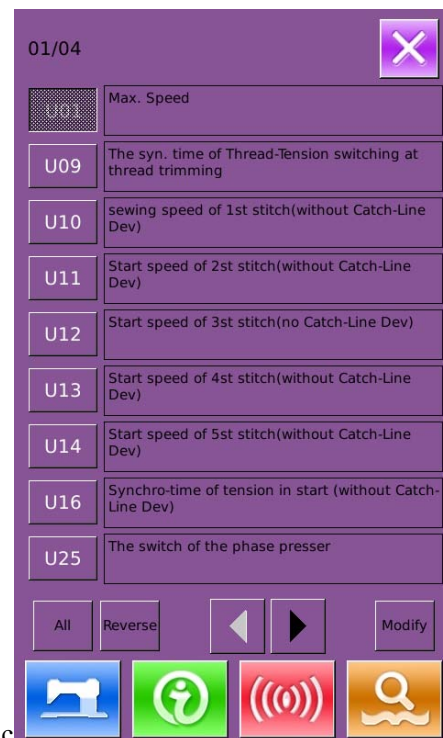 01/04
U01 Max. Speed
U09 The syn. time of Thread-Tension switching at
thread trimming
U10 sewing speed of 1st stitch(without Catch-Line
Dev)
U11 Start speed of 2st stitch(without Catch-Line
Dev)
U12 Start speed of 3st stitch(no Catch-Line Dev)
U13 Start speed of 4st stitch(without Catch-Line
Dev)
U14 Start speed of 5st stitch(without Catch-Line
Dev)
U16 Synchro-time of tension in start (without Catch-
Line Dev)
U25 The switch of the phase presser
All Reverse Modify
c